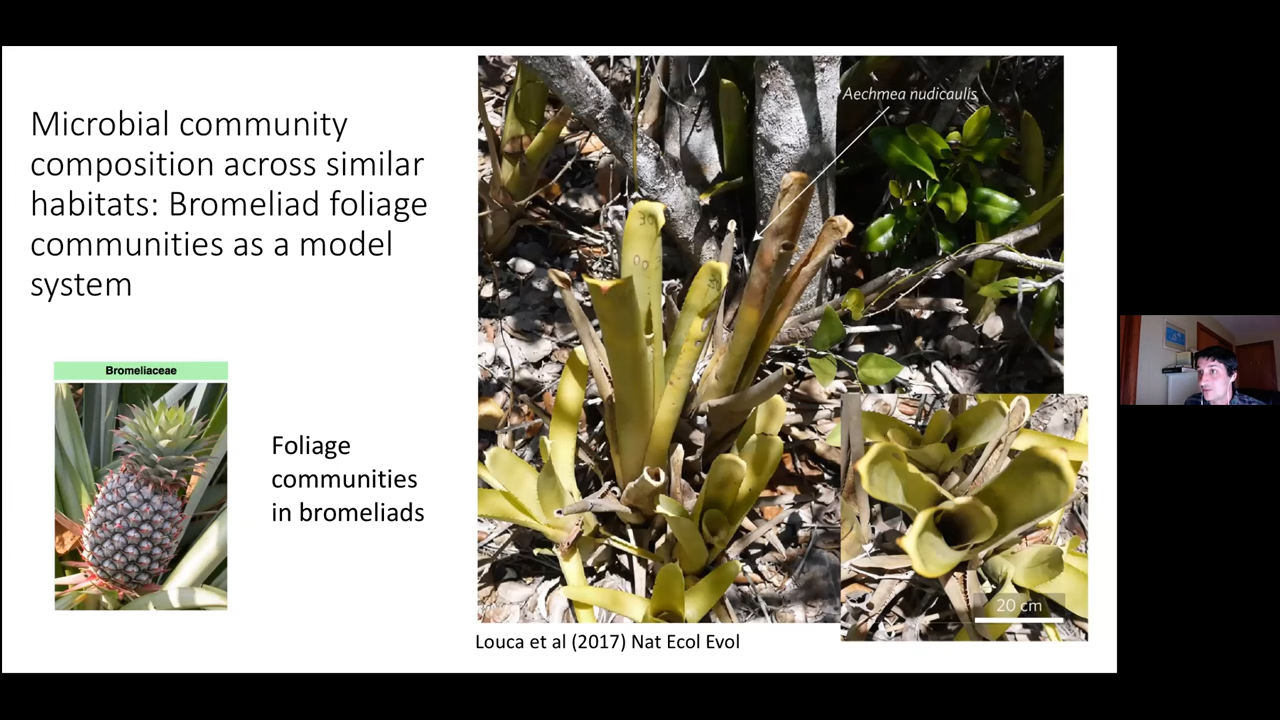 Microbial community
composition across similar
habitats: Bromeliad foliage
communities as a model
system
Bromeliaceae
Foliage
communities
in bromeliads
Aechmea nudicaulis
30
20 cm
Louca et al (2017) Nat Ecol Evol